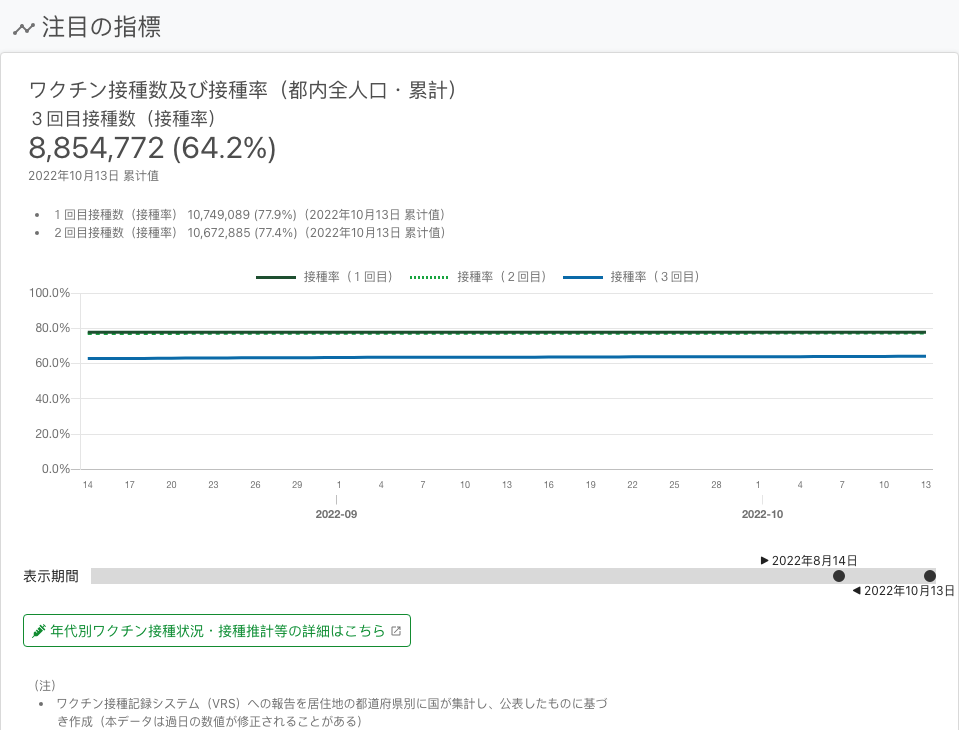 注目の指標
ワクチン接種数及び接種率（都内全人口・累計）
３回目接種数（接種率）
8,854,772 (64.2%)
2022年10月13日 累计值
• １回目接種数（接種率） 10,749,089 (77.9%)（2022年10月13日 累计值）
• ２回目接種数（接種率） 10,672,885 (77.4%)（2022年10月13日 累计值）
接種率（１回目） 接種率（２回目） 接種率（３回目）
100.0%
80.0%
60.0%
40.0%
20.0%
0.0%
14 17 20 23 26 29 1 4 7 10 13 16 19 22 25 28 1 4 7 10 13
2022-09 2022-10
▶ 2022年8月14日
表示期間
◀ 2022年10月13日
年代別ワクチン接種状況・接種推計等の詳細はこちら
（注）
• ワクチン接種記録システム（VRS）への報告を居住地の都道府県別に国が集計し、公表したものに基づ
き作成（本データは過日の数値が修正されることがある）